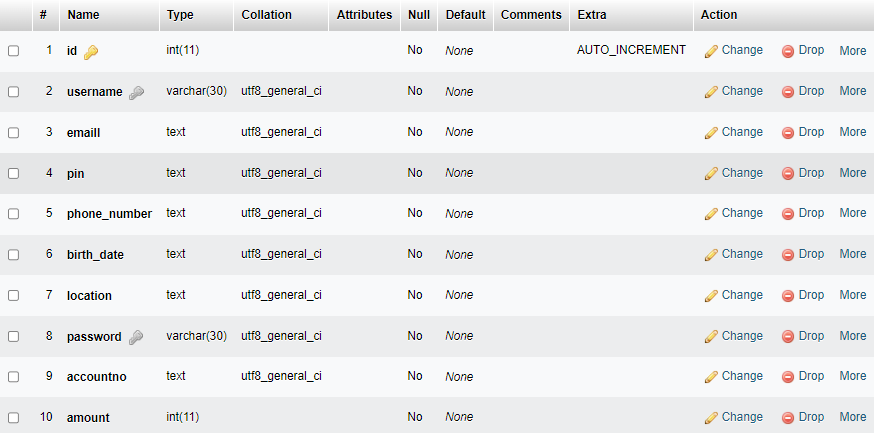 # Name Type Collation Attributes Null Default Comments Extra Action
1 id int(11) No None AUTO_INCREMENT Change Drop More
2 username varchar(30) utf8_general_ci No None Change Drop More
3 emaill text utf8_general_ci No None Change Drop More
4 pin text utf8_general_ci No None Change Drop More
5 phone_number text utf8_general_ci No None Change Drop More
6 birth_date text utf8_general_ci No None Change Drop More
7 location text utf8_general_ci No None Change Drop More
8 password varchar(30) utf8_general_ci No None Change Drop More
9 accountno text utf8_general_ci No None Change Drop More
10 amount int(11) No None Change Drop More